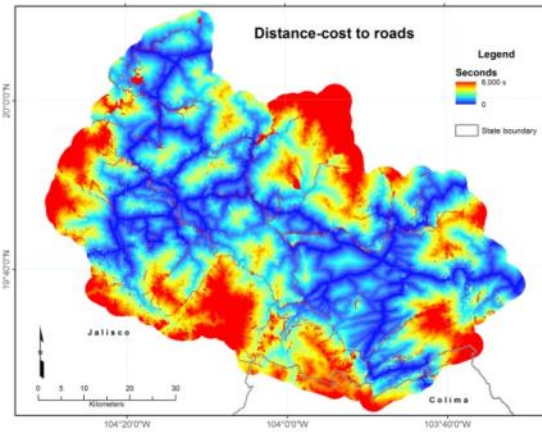 Distance-cost to roads
Legend
Seconds
6,000 s
0
State boundary
20°0'0"N
19°40'0"N
Jalisco
Colima
0 5 10 20 30
Kilometers
104°20'0"W 104°0'0"W 103°40'0"W